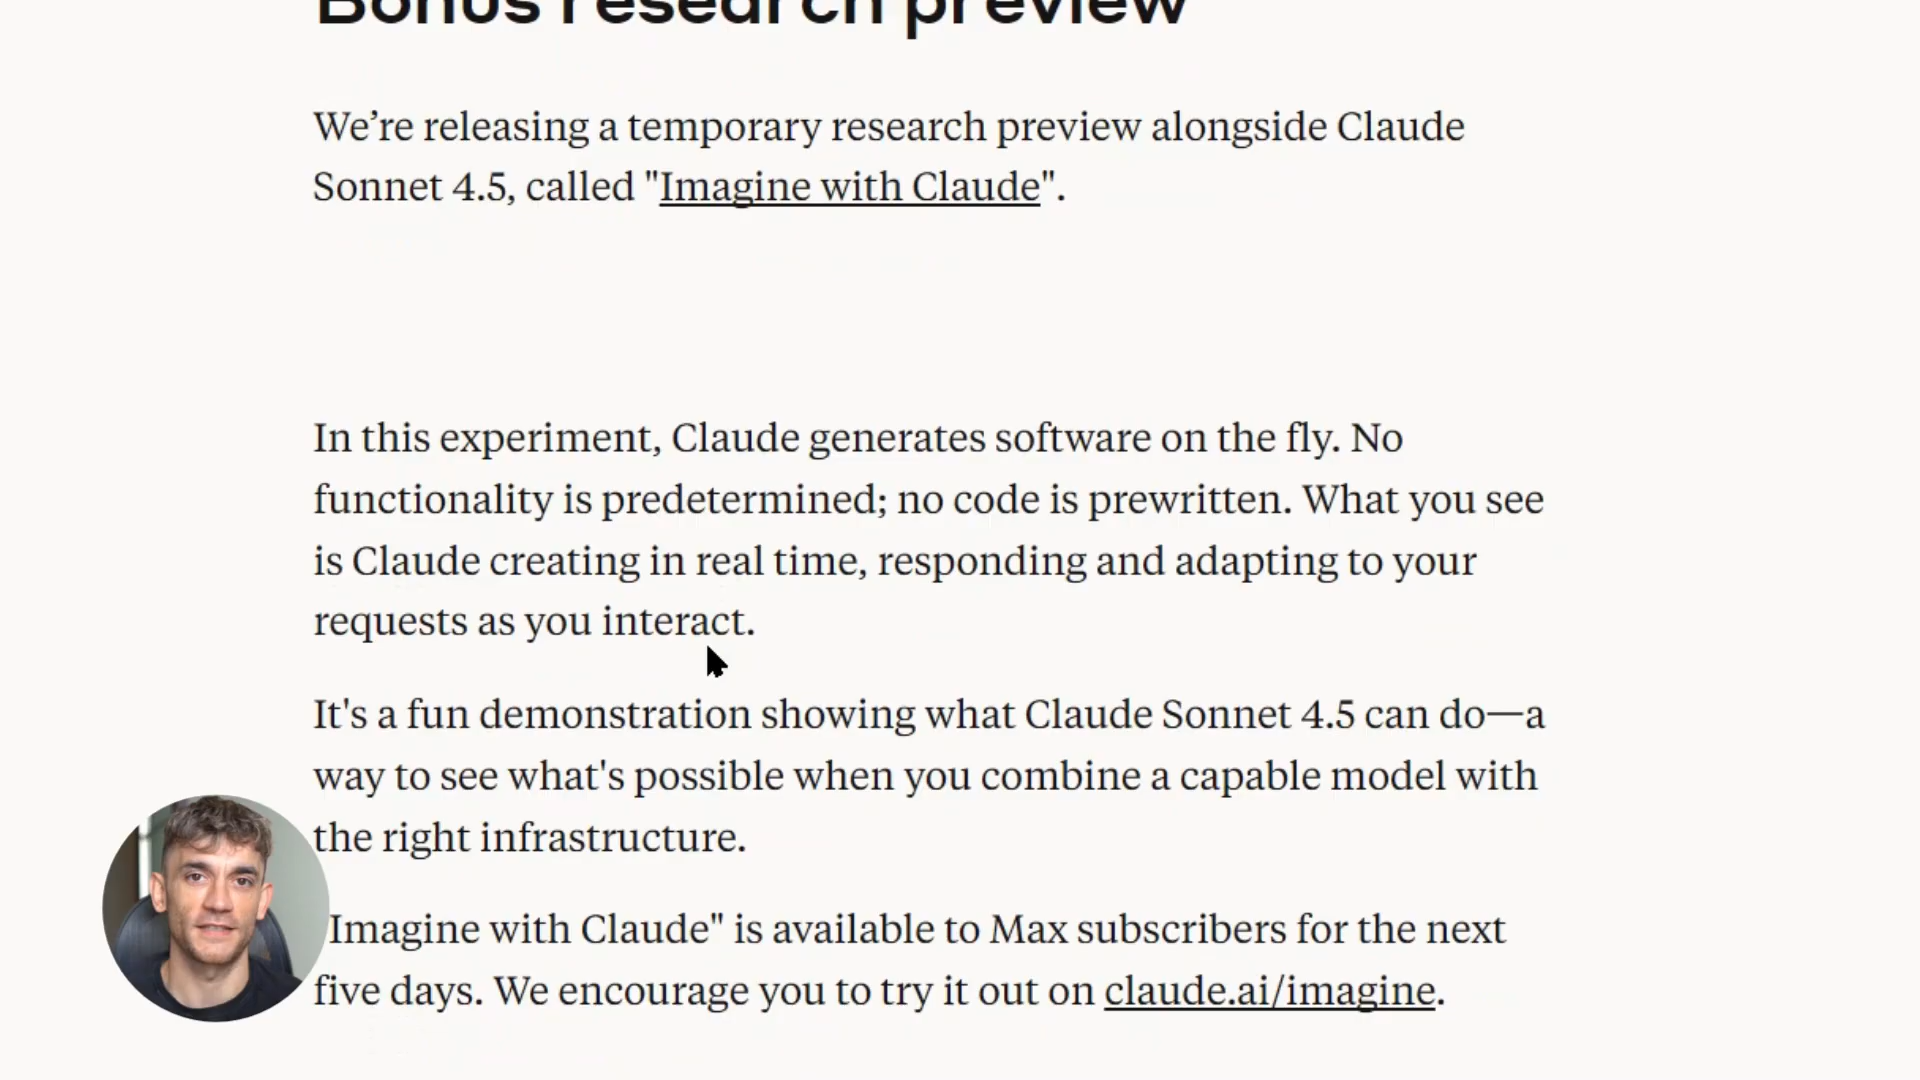 Bonus research preview
We’re releasing a temporary research preview alongside Claude
Sonnet 4.5, called "Imagine with Claude".
In this experiment, Claude generates software on the fly. No
functionality is predetermined; no code is prewritten. What you see
is Claude creating in real time, responding and adapting to your
requests as you interact.
It's a fun demonstration showing what Claude Sonnet 4.5 can do—a
way to see what's possible when you combine a capable model with
the right infrastructure.
Imagine with Claude" is available to Max subscribers for the next
five days. We encourage you to try it out on claude.ai/imagine.